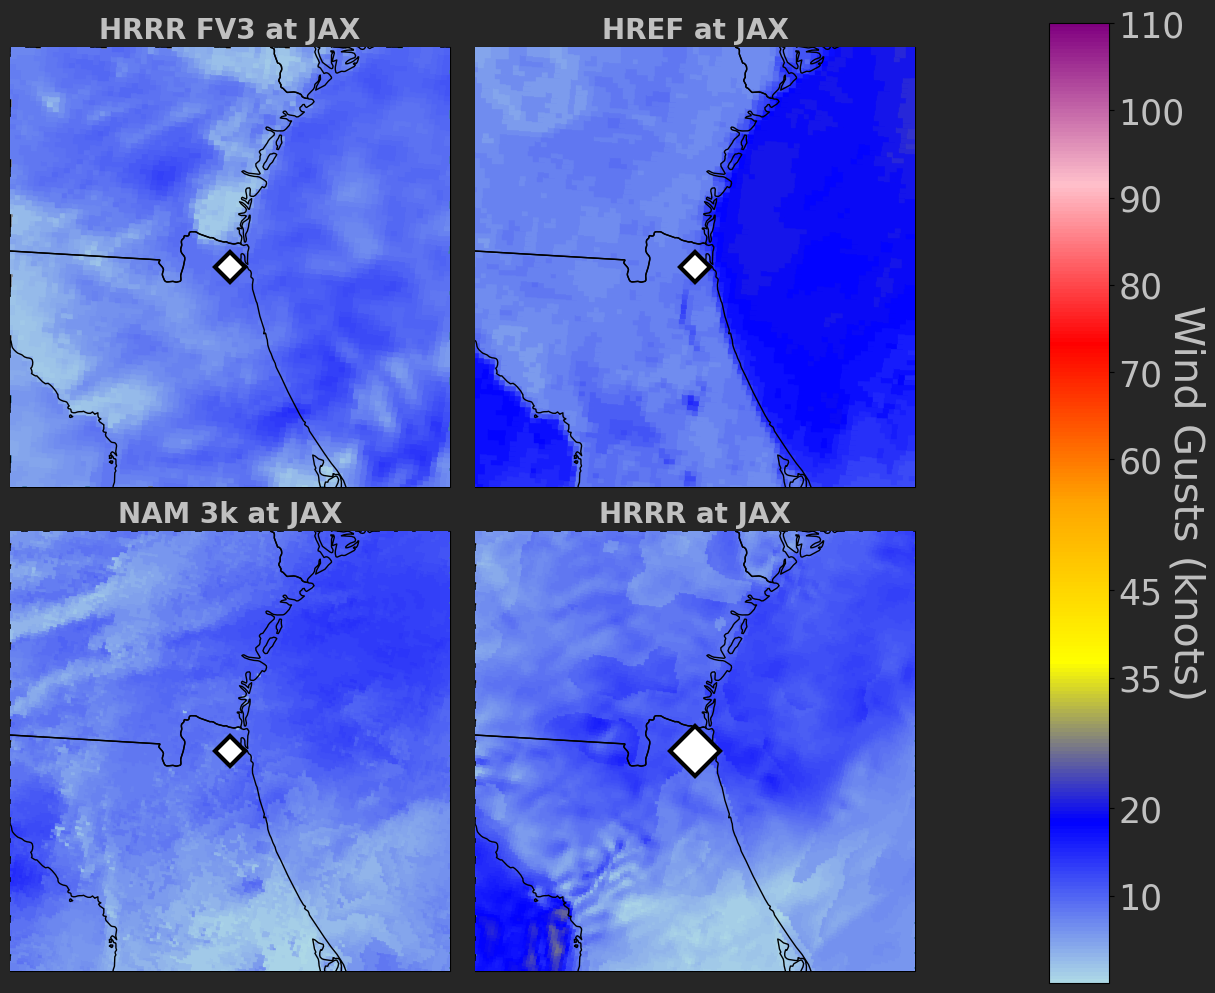 HRRR FV3 at JAX
HREF at JAX
NAM 3k at JAX
HRRR at JAX
110
100
90
80
70
60
45
35
20
10
Wind Gusts (knots)